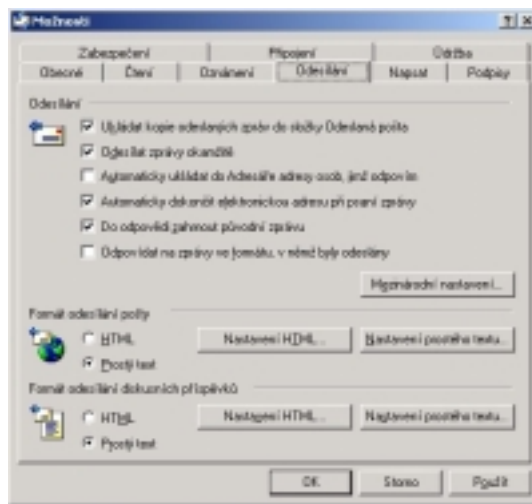 Možnosti
Zabezpečení Připojení Údržba
Obecné Čtení Oznámení Odesílání Napsat Podpisy
Odesílání
Ukládat kopie odeslaných zpráv do složky Odeslaná pošta
Odesílat zprávy okamžitě
Automaticky ukládat do Adresáře adresy osob, jimž odpovím
Automaticky dokončit elektronickou adresu při psaní zprávy
Do odpovědi zahrnout původní zprávu
Odpovídat na zprávy ve formátu, v němž byly odeslány
Mezinárodní nastavení...
Formát odesílání pošty
HTML Nastavení HTML... Nastavení prostého textu...
Prostý text
Formát odesílání diskusních příspěvků
HTML Nastavení HTML... Nastavení prostého textu...
Prostý text
OK Storno Použít